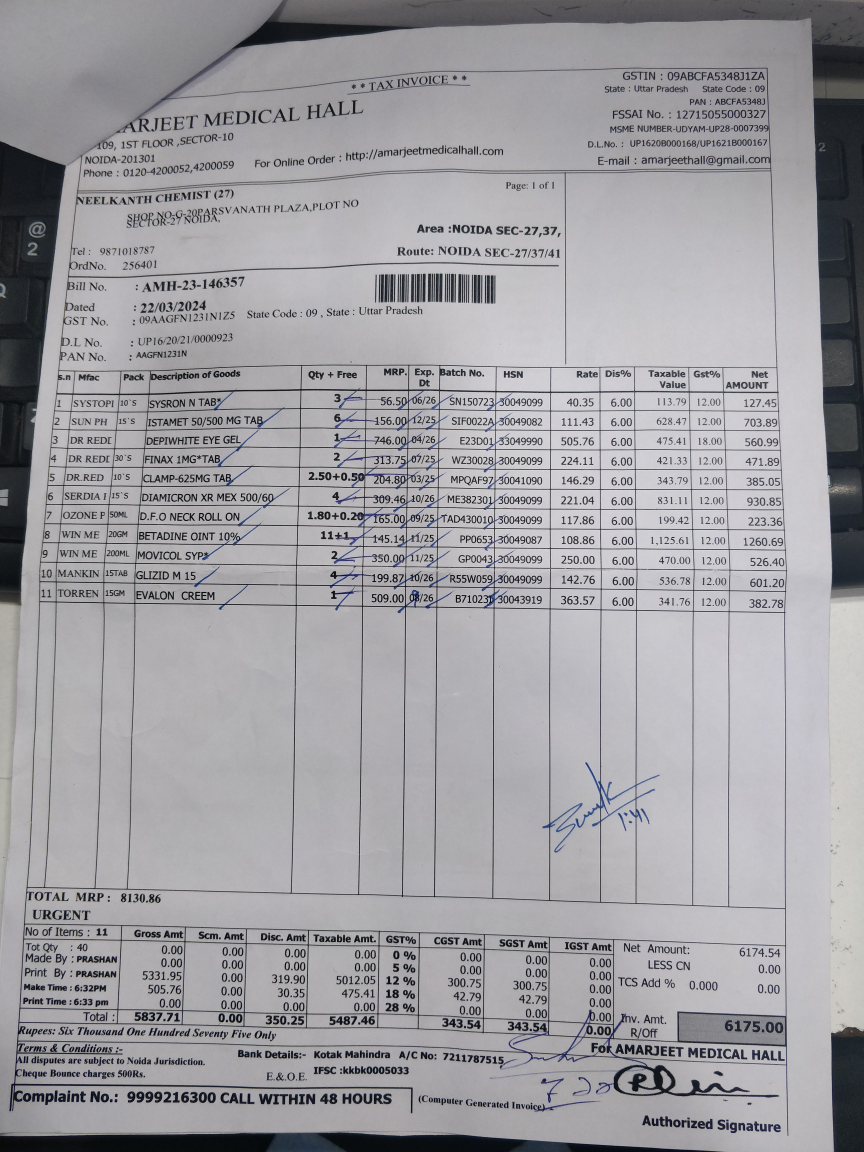 * * TAX INVOICE * *
GSTIN : 09ABCFA5348J1ZA
State : Uttar Pradesh State Code : 09
PAN : ABCFA5348J
FSSAI No. : 12715055000327
MSME NUMBER-UDYAM-UP28-0007399
D.L.No. : UP1620B000168/UP1621B000167
E-mail : amarjeethall@gmail.com
MARJEET MEDICAL HALL
109, 1ST FLOOR ,SECTOR-10
NOIDA-201301
Phone : 0120-4200052,4200059 For Online Order : http://amarjeetmedicalhall.com
Page: 1 of 1
NEELKANTH CHEMIST (27)
SHOP NO-G-20PARSVANATH PLAZA,PLOT NO
SECTOR-27 NOIDA,
Area :NOIDA SEC-27,37,
Tel : 9871018787 Route: NOIDA SEC-27/37/41
OrdNo. 256401
Bill No. : AMH-23-146357
Dated : 22/03/2024
GST No. : 09AAGFN1231N1Z5 State Code : 09 , State : Uttar Pradesh
D.L No. : UP16/20/21/0000923
PAN No. : AAGFN1231N
s.n Mfac Pack Description of Goods Qty + Free MRP. Exp. Dt Batch No. HSN Rate Dis% Taxable Value Gst% Net AMOUNT
1 SYSTOPI 10`S SYSRON N TAB* 3 56.50 06/26 SN150723 30049099 40.35 6.00 113.79 12.00 127.45
2 SUN PH 15`S ISTAMET 50/500 MG TAB 6 156.00 12/25 SIF0022A 30049082 111.43 6.00 628.47 12.00 703.89
3 DR REDI DEPIWHITE EYE GEL 1 746.00 04/26 E23D01 33049990 505.76 6.00 475.41 18.00 560.99
4 DR REDI 30`S FINAX 1MG*TAB 2 313.75 07/25 WZ30028 30049099 224.11 6.00 421.33 12.00 471.89
5 DR.RED 10`S CLAMP-625MG TAB 2.50+0.50 204.80 03/25 MPQAF97 30041090 146.29 6.00 343.79 12.00 385.05
6 SERDIA I 15`S DIAMICRON XR MEX 500/60 4 309.46 10/26 ME382301 30049099 221.04 6.00 831.11 12.00 930.85
7 OZONE P 50ML D.F.O NECK ROLL ON 1.80+0.20 165.00 09/25 TAD430010 30049099 117.86 6.00 199.42 12.00 223.36
8 WIN ME 20GM BETADINE OINT 10% 11+1 145.14 11/25 PP0653 30049087 108.86 6.00 1,125.61 12.00 1260.69
9 WIN ME 200ML MOVICOL SYP* 2 350.00 11/25 GP0043 30049099 250.00 6.00 470.00 12.00 526.40
10 MANKIN 15TAB GLIZID M 15 4 199.87 10/26 R55W059 30049099 142.76 6.00 536.78 12.00 601.20
11 TORREN 15GM EVALON CREEM 1 509.00 08/26 B71023 30043919 363.57 6.00 341.76 12.00 382.78
1:41
TOTAL MRP : 8130.86
URGENT
No of Items : 11 Gross Amt Scm. Amt Disc. Amt Taxable Amt. GST% CGST Amt SGST Amt IGST Amt Net Amount: 6174.54
Tot Qty : 40 0.00 0.00 0.00 0.00 0 % 0.00 0.00 0.00 LESS CN 0.00
Made By : PRASHAN 0.00 0.00 0.00 0.00 5 % 0.00 0.00 0.00 TCS Add % 0.000 0.00
Print By : PRASHAN 5331.95 0.00 319.90 5012.05 12 % 300.75 300.75 0.00
Make Time : 6:32PM 505.76 0.00 30.35 475.41 18 % 42.79 42.79 0.00
Print Time : 6:33 pm 0.00 0.00 0.00 0.00 28 % 0.00 0.00 0.00
Total : 5837.71 0.00 350.25 5487.46 343.54 343.54 0.00 Inv. Amt. R/Off 6175.00
Rupees: Six Thousand One Hundred Seventy Five Only
Terms & Conditions :-
All disputes are subject to Noida Jurisdiction.
Cheque Bounce charges 500Rs.
Bank Details:- Kotak Mahindra A/C No: 7211787515
E.&.O.E. IFSC :kkbk0005033
For AMARJEET MEDICAL HALL
Complaint No.: 9999216300 CALL WITHIN 48 HOURS
(Computer Generated Invoice)
Authorized Signature